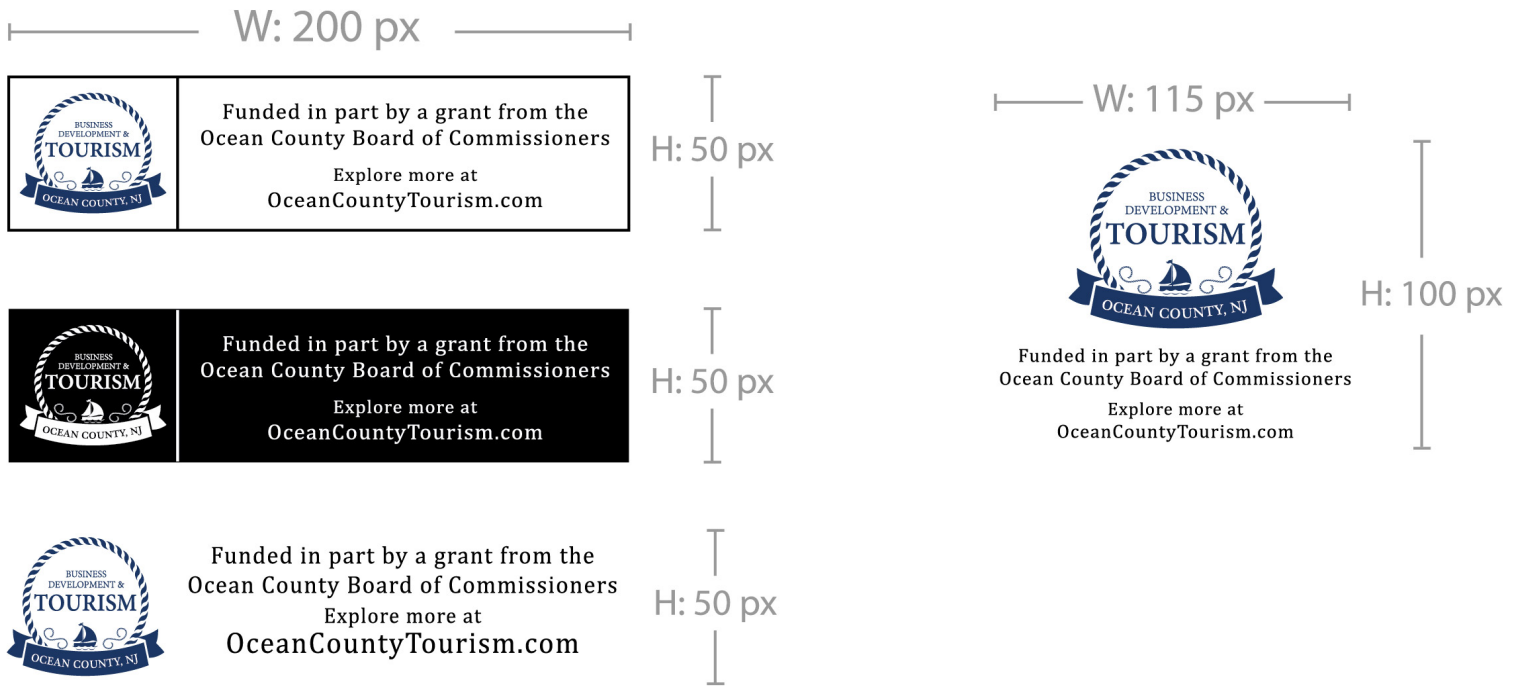 W: 200 px
BUSINESS
DEVELOPMENT &
TOURISM
OCEAN COUNTY, NJ
Funded in part by a grant from the
Ocean County Board of Commissioners
Explore more at
OceanCountyTourism.com
H: 50 px
BUSINESS
DEVELOPMENT &
TOURISM
OCEAN COUNTY, NJ
Funded in part by a grant from the
Ocean County Board of Commissioners
Explore more at
OceanCountyTourism.com
H: 50 px
BUSINESS
DEVELOPMENT &
TOURISM
OCEAN COUNTY, NJ
Funded in part by a grant from the
Ocean County Board of Commissioners
Explore more at
OceanCountyTourism.com
H: 50 px
W: 115 px
BUSINESS
DEVELOPMENT &
TOURISM
OCEAN COUNTY, NJ
H: 100 px
Funded in part by a grant from the
Ocean County Board of Commissioners
Explore more at
OceanCountyTourism.com